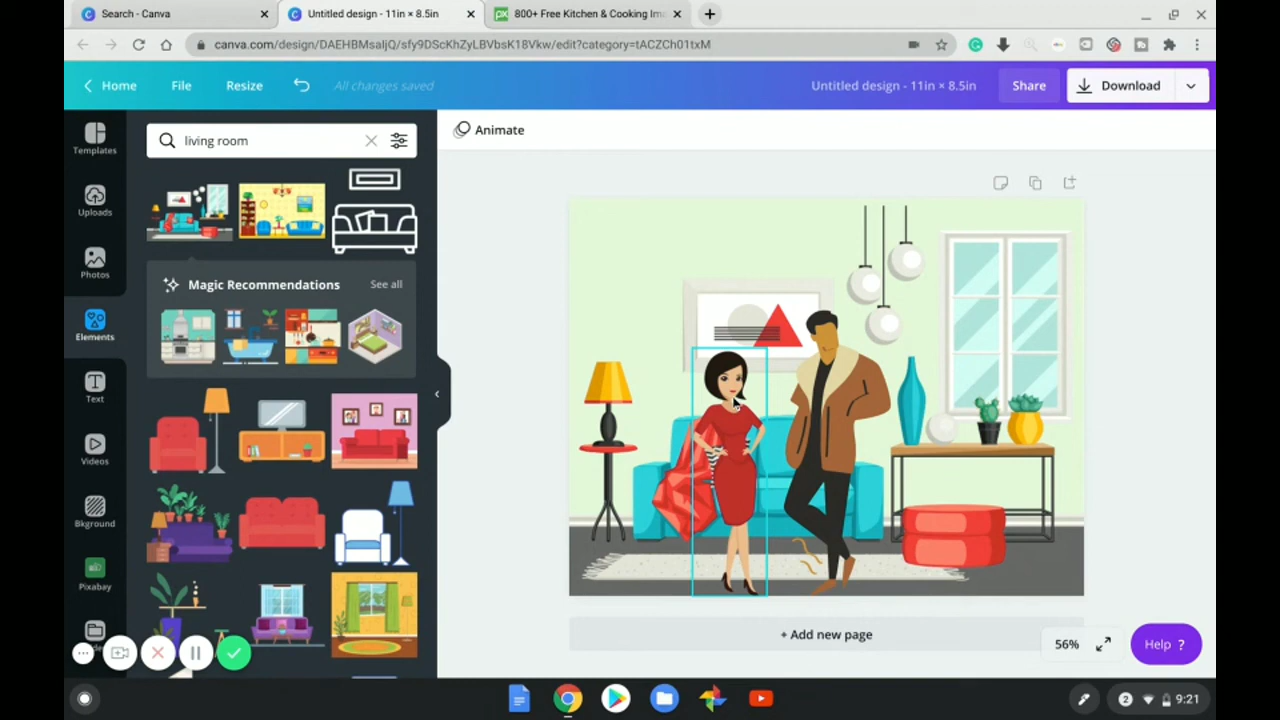 Search - Canva
Untitled design - 11in × 8.5in
800+ Free Kitchen & Cooking Ima
canva.com/design/DAEHBMsaljQ/sfy9DScKhZyLBVbsK18Vkw/edit?category=tACZCh01txM
Home
File
Resize
All changes saved
Untitled design - 11in × 8.5in
Share
Download
Templates
living room
Animate
Uploads
Photos
Magic Recommendations
See all
Elements
Text
Videos
Bkground
Pixabay
+ Add new page
56%
Help ?
2
9:21